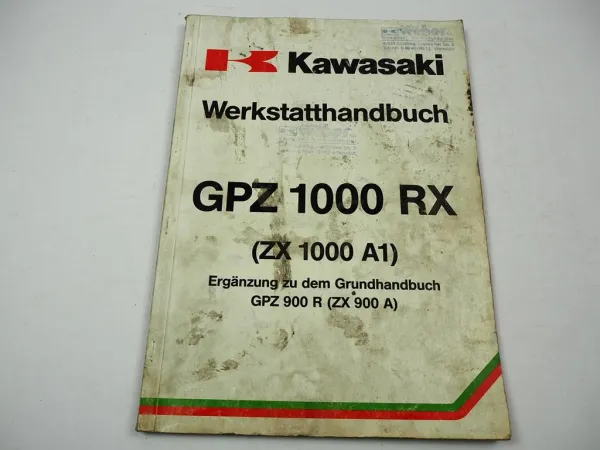 Kawasaki
Werkstatthandbuch
GPZ 1000 RX
(ZX 1000 A1)
Ergänzung zu dem Grundhandbuch
GPZ 900 R (ZX 900 A)